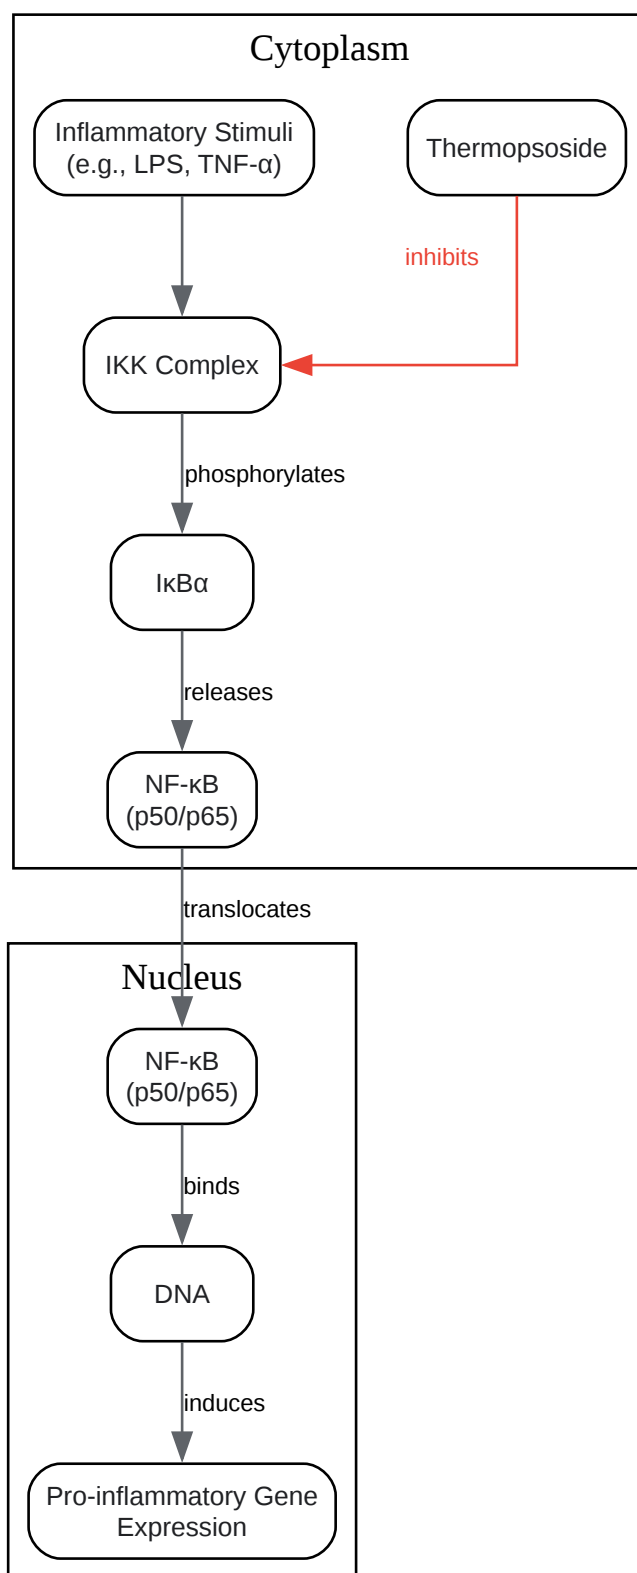 Cytoplasm
Inflammatory Stimuli
(e.g., LPS, TNF-α)
Thermopsoside
inhibits
IKK Complex
phosphorylates
IκBα
releases
NF-κB
(p50/p65)
translocates
Nucleus
NF-κB
(p50/p65)
binds
DNA
induces
Pro-inflammatory Gene
Expression